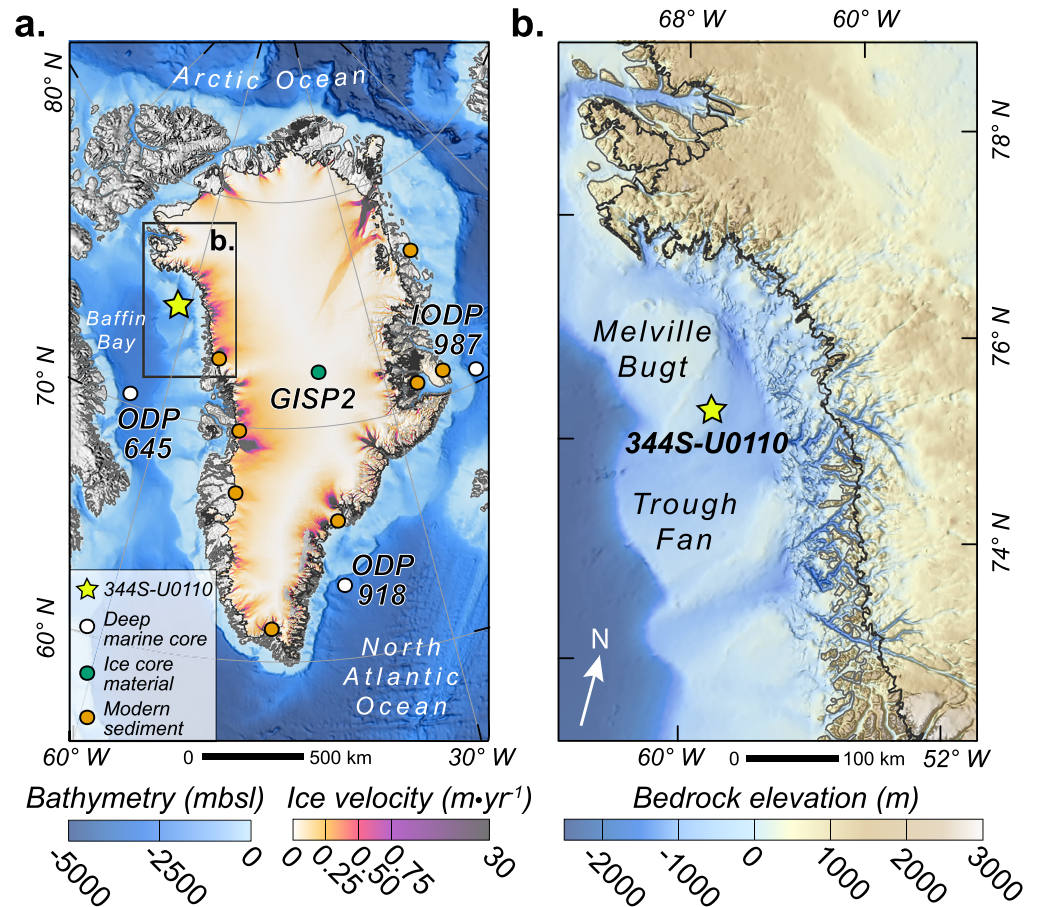 a.
80° N
70° N
60° N
Arctic Ocean
b.
Baffin
Bay
IODP
987
GISP2
ODP
645
ODP
918
North
Atlantic
Ocean
344S-U0110
Deep
marine core
Ice core
material
Modern
sediment
60° W
0
500 km
30° W
Bathymetry (mbsl)
-5000
-2500
0
Ice velocity (m•yr-1)
0
0.25
0.50
0.75
30
b.
68° W
60° W
78° N
76° N
74° N
Melville
Bugt
344S-U0110
Trough
Fan
N
60° W
0
100 km
52° W
Bedrock elevation (m)
-2000
-1000
0
1000
2000
3000